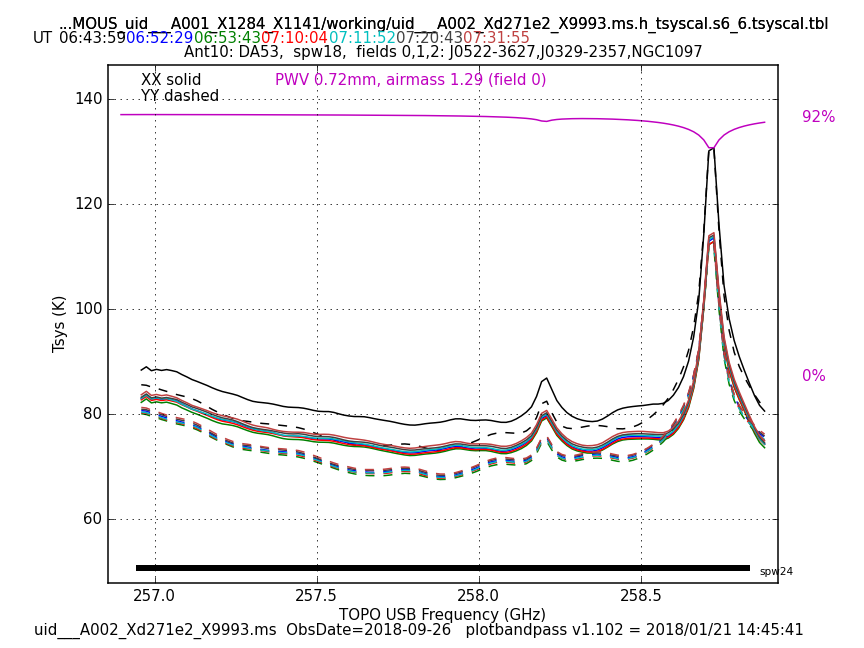 ...MOUS_uid___A001_X1284_X1141/working/uid___A002_Xd271e2_X9993.ms.h_tsyscal.s6_6.tsyscal.tbl
UT 06:43:59 06:52:29 06:53:43 07:10:04 07:11:52 07:20:43 07:31:55
Ant10: DA53, spw18, fields 0,1,2: J0522-3627,J0329-2357,NGC1097
XX solid
PWV 0.72mm, airmass 1.29 (field 0)
YY dashed
140
92%
120
Tsys (K)
100
0%
80
60
spw24
257.0 257.5 258.0 258.5
TOPO USB Frequency (GHz)
uid___A002_Xd271e2_X9993.ms ObsDate=2018-09-26 plotbandpass v1.102 = 2018/01/21 14:45:41